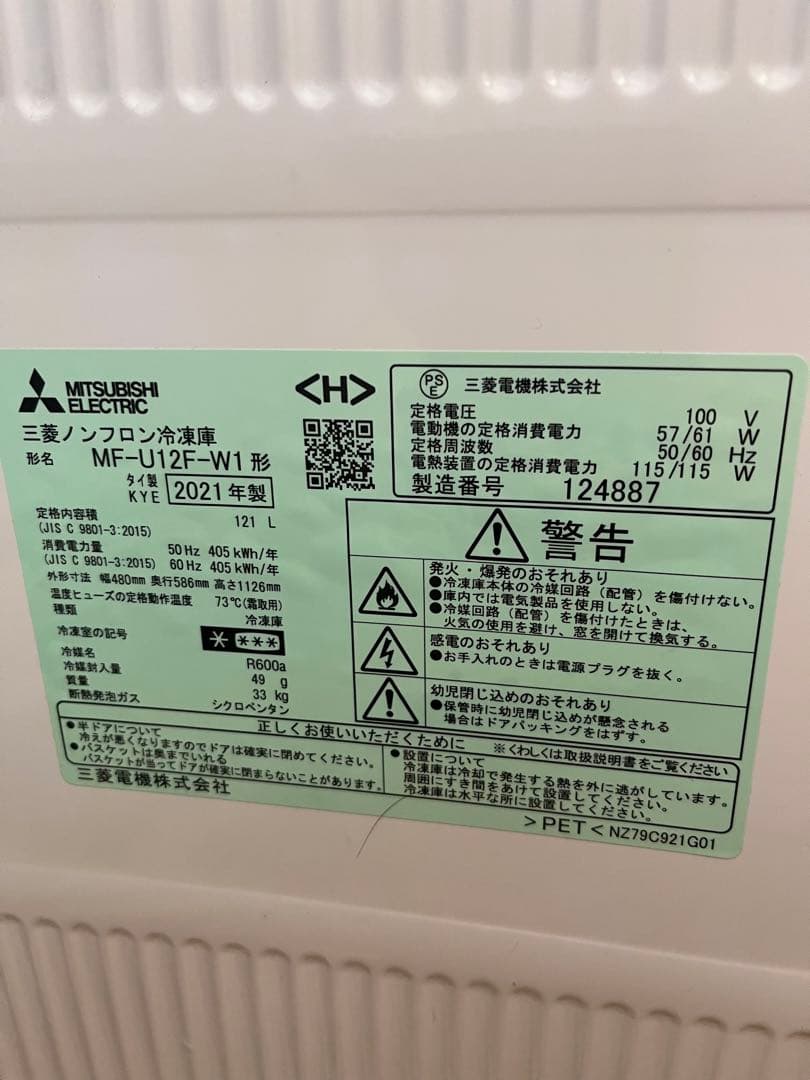 MITSUBISHI
ELECTRIC
<H>
三菱ノンフロン冷凍庫
形名 MF-U12F-W1 形
タイ製
KYE 2021年製
定格内容積 121 L
(JIS C 9801-3:2015)
消費電力量 50Hz 405 kWh/年
(JIS C 9801-3:2015) 60Hz 405 kWh/年
外形寸法 幅480mm 奥行586mm 高さ1126mm
温度ヒューズの定格動作温度 73℃(霜取用)
種類 冷凍庫
冷凍室の記号 * ***
冷媒名 R600a
冷媒封入量 49 g
質量 33 kg
断熱発泡ガス シクロペンタン
PSE 三菱電機株式会社
定格電圧 100 V
電動機の定格消費電力 57/61 W
定格周波数 50/60 Hz
電熱装置の定格消費電力 115/115 W
製造番号 124887
警告
発火・爆発のおそれあり
●冷凍庫本体の冷媒回路(配管)を傷付けない。
●庫内では電気製品を使用しない。
●冷媒回路(配管)を傷付けたときは、
火気の使用を避け、窓を開けて換気する。
感電のおそれあり
●お手入れのときは電源プラグを抜く。
幼児閉じ込めのおそれあり
●保管時に幼児閉じ込めが懸念される
場合はドアパッキングをはずす。
正しくお使いいただくために ※くわしくは取扱説明書をご覧ください
●半ドアについて
冷えが悪くなりますのでドアは確実に閉めてください。
●バスケットは奥までいれる
バスケットが当ってドアが確実に閉まらないことがあります。
●設置について
冷凍庫は冷却で発生する熱を外に逃がしています。
周囲にすき間をあけて設置してください。
冷凍庫は水平な所に設置してください。
三菱電機株式会社
>PET< NZ79C921G01